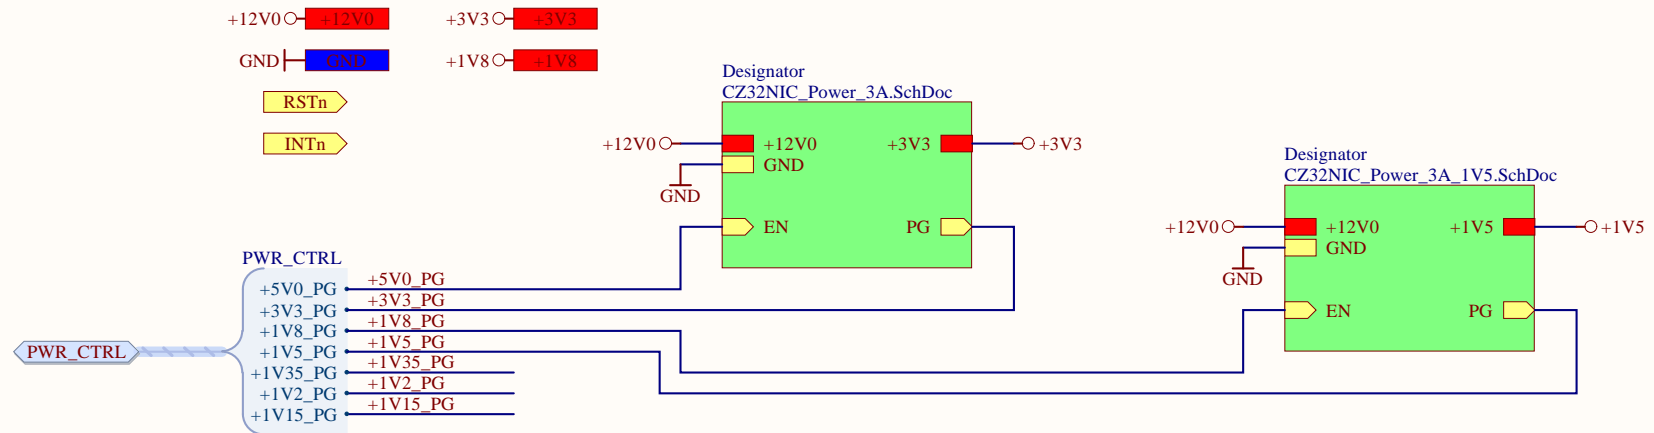 +12V0 +12V0
+3V3 +3V3
GND GND
+1V8 +1V8
RSTn
INTn
Designator
CZ32NIC_Power_3A.SchDoc
+12V0 +12V0 +3V3 +3V3
GND
GND
EN PG
Designator
CZ32NIC_Power_3A_1V5.SchDoc
+12V0 +12V0 +1V5 +1V5
GND
GND
EN PG
PWR_CTRL
+5V0_PG +5V0_PG
+3V3_PG +3V3_PG
+1V8_PG +1V8_PG
+1V5_PG +1V5_PG
+1V35_PG +1V35_PG
+1V2_PG +1V2_PG
+1V15_PG +1V15_PG
PWR_CTRL